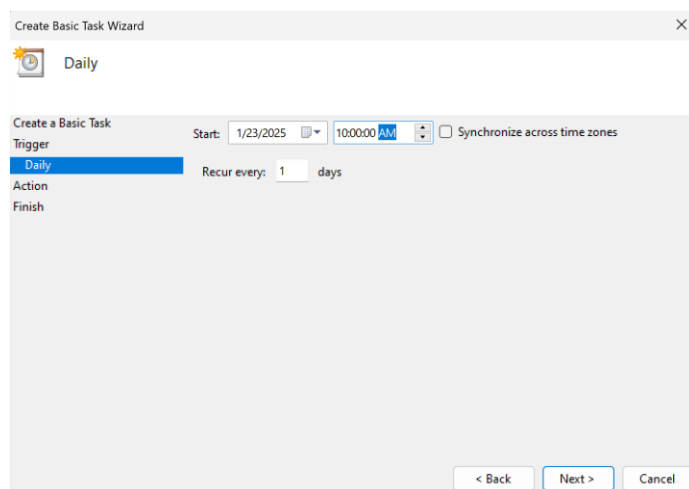 Create Basic Task Wizard
Daily
Create a Basic Task
Trigger
Daily
Action
Finish
Start: 1/23/2025 10:00:00 AM Synchronize across time zones
Recur every: 1 days
< Back Next > Cancel